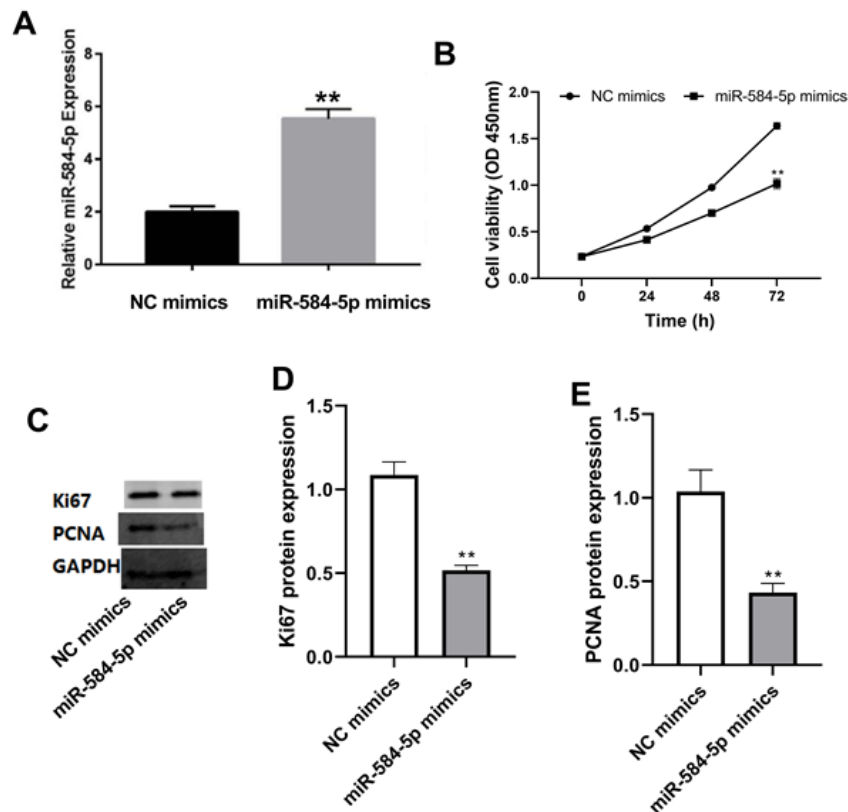 A
Relative miR-584-5p Expression
8
6
4
2
0
**
NC mimics
miR-584-5p mimics
B
NC mimics
miR-584-5p mimics
Cell viability (OD 450nm)
2.0
1.5
1.0
0.5
0.0
**
0
24
48
72
Time (h)
C
Ki67
PCNA
GAPDH
NC mimics
miR-584-5p mimics
D
Ki67 protein expression
1.5
1.0
0.5
0.0
**
NC mimics
miR-584-5p mimics
E
PCNA protein expression
1.5
1.0
0.5
0.0
**
NC mimics
miR-584-5p mimics